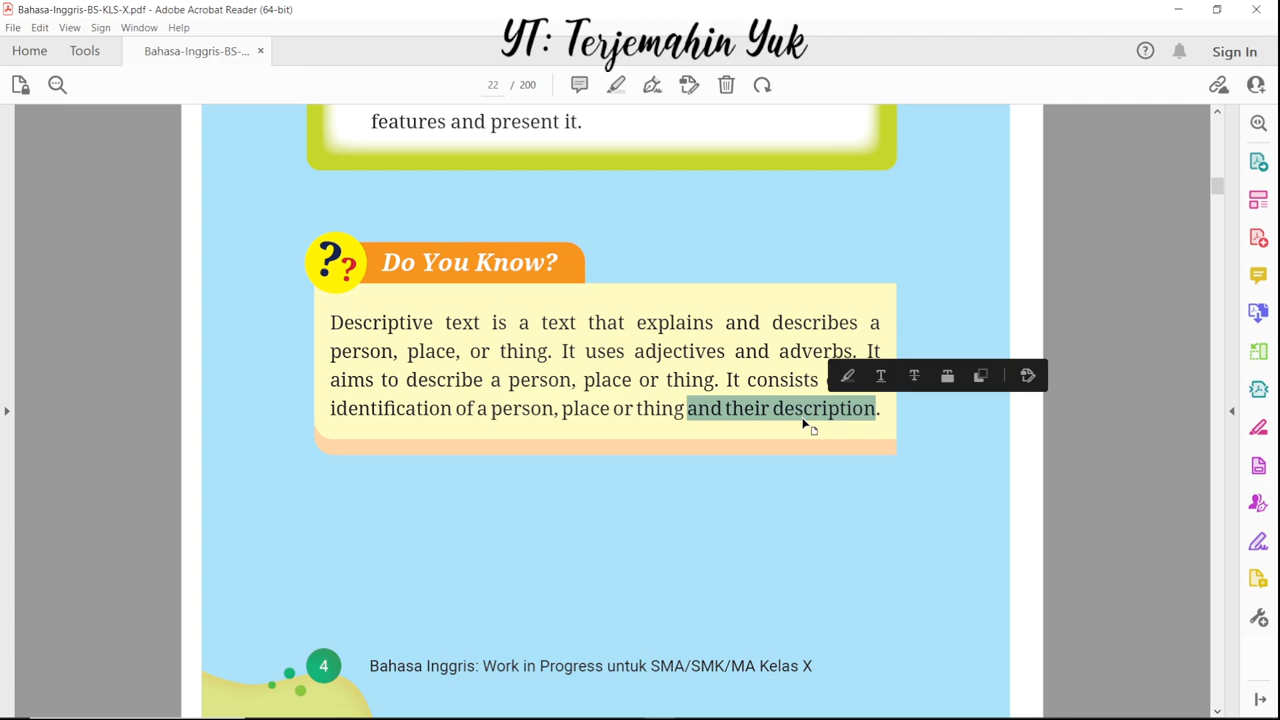 Bahasa-Inggris-BS-KLS-X.pdf - Adobe Acrobat Reader (64-bit)
File Edit View Sign Window Help
YT: Terjemahin Yuk
Home Tools Bahasa-Inggris-BS-... × Sign In
22 / 200
features and present it.
?? Do You Know?
Descriptive text is a text that explains and describes a
person, place, or thing. It uses adjectives and adverbs. It
aims to describe a person, place or thing. It consists
identification of a person, place or thing and their description.
4 Bahasa Inggris: Work in Progress untuk SMA/SMK/MA Kelas X